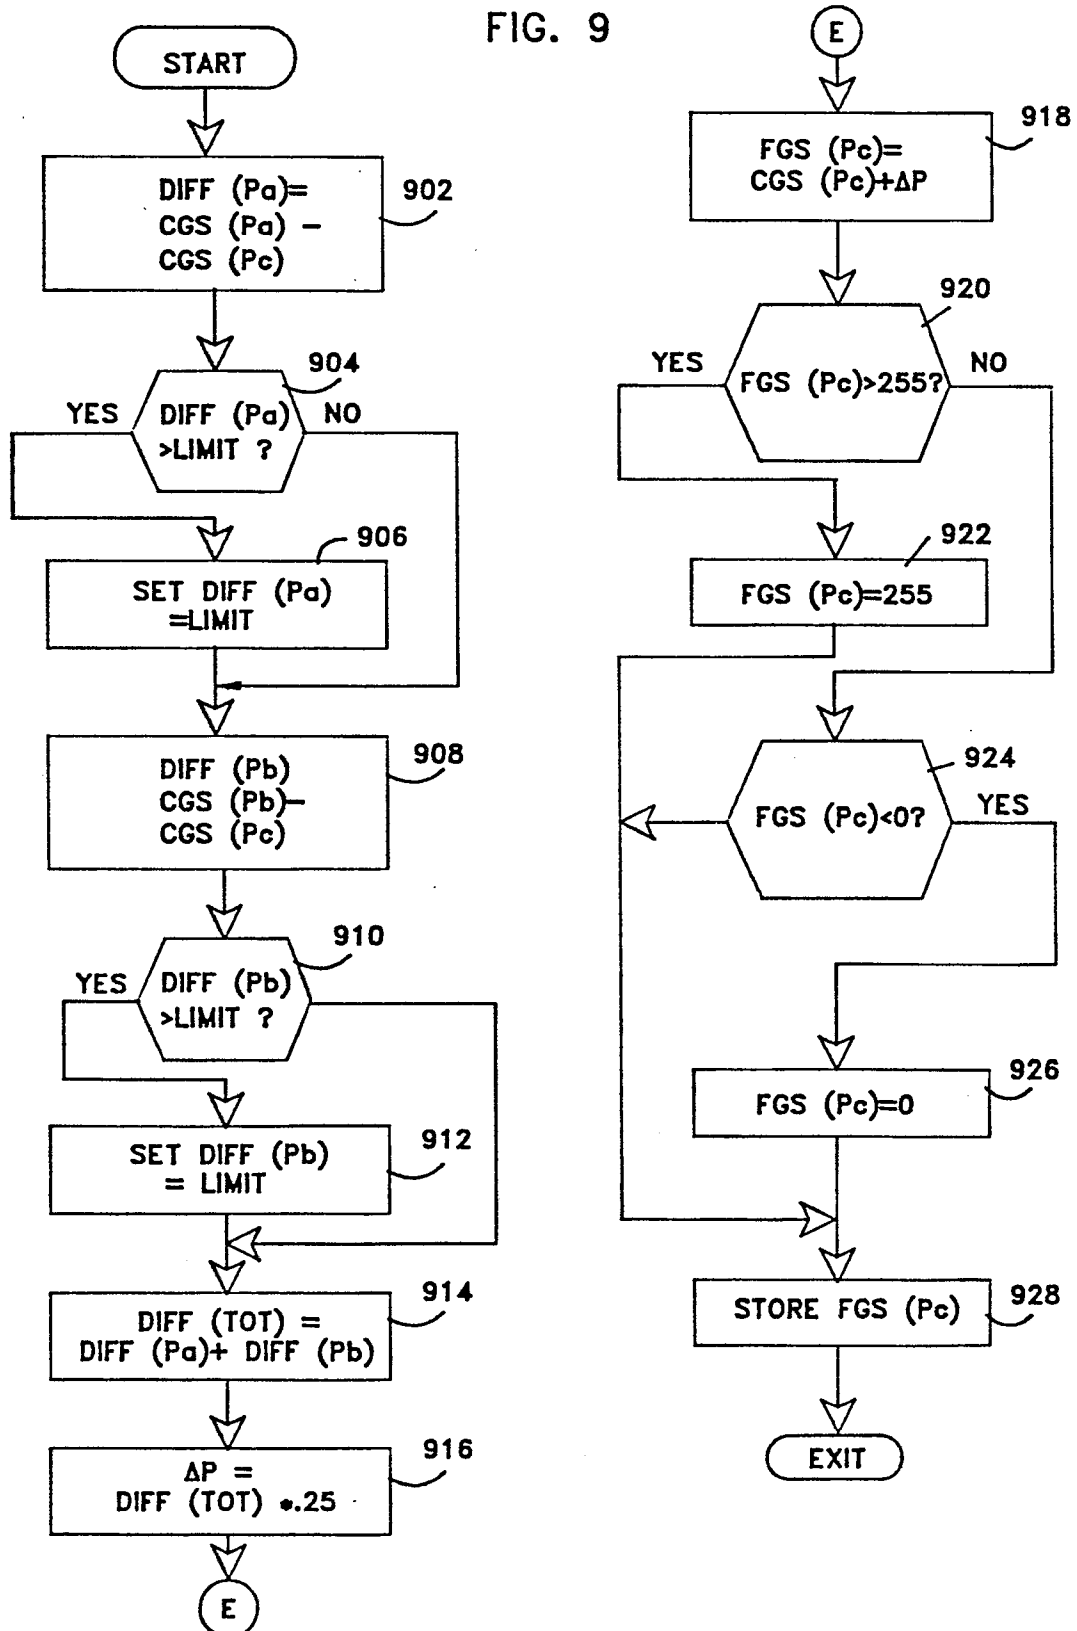 FIG. 9
START
DIFF (Pa)=
CGS (Pa) -
CGS (Pc)
902
904
YES
DIFF (Pa)
>LIMIT ?
NO
906
SET DIFF (Pa)
=LIMIT
908
DIFF (Pb)
CGS (Pb)-
CGS (Pc)
910
YES
DIFF (Pb)
>LIMIT ?
912
SET DIFF (Pb)
= LIMIT
914
DIFF (TOT) =
DIFF (Pa)+ DIFF (Pb)
916
ΔP =
DIFF (TOT) *.25
E
E
918
FGS (Pc)=
CGS (Pc)+ΔP
920
YES
FGS (Pc)>255?
NO
922
FGS (Pc)=255
924
FGS (Pc)<0?
YES
926
FGS (Pc)=0
STORE FGS (Pc)
928
EXIT